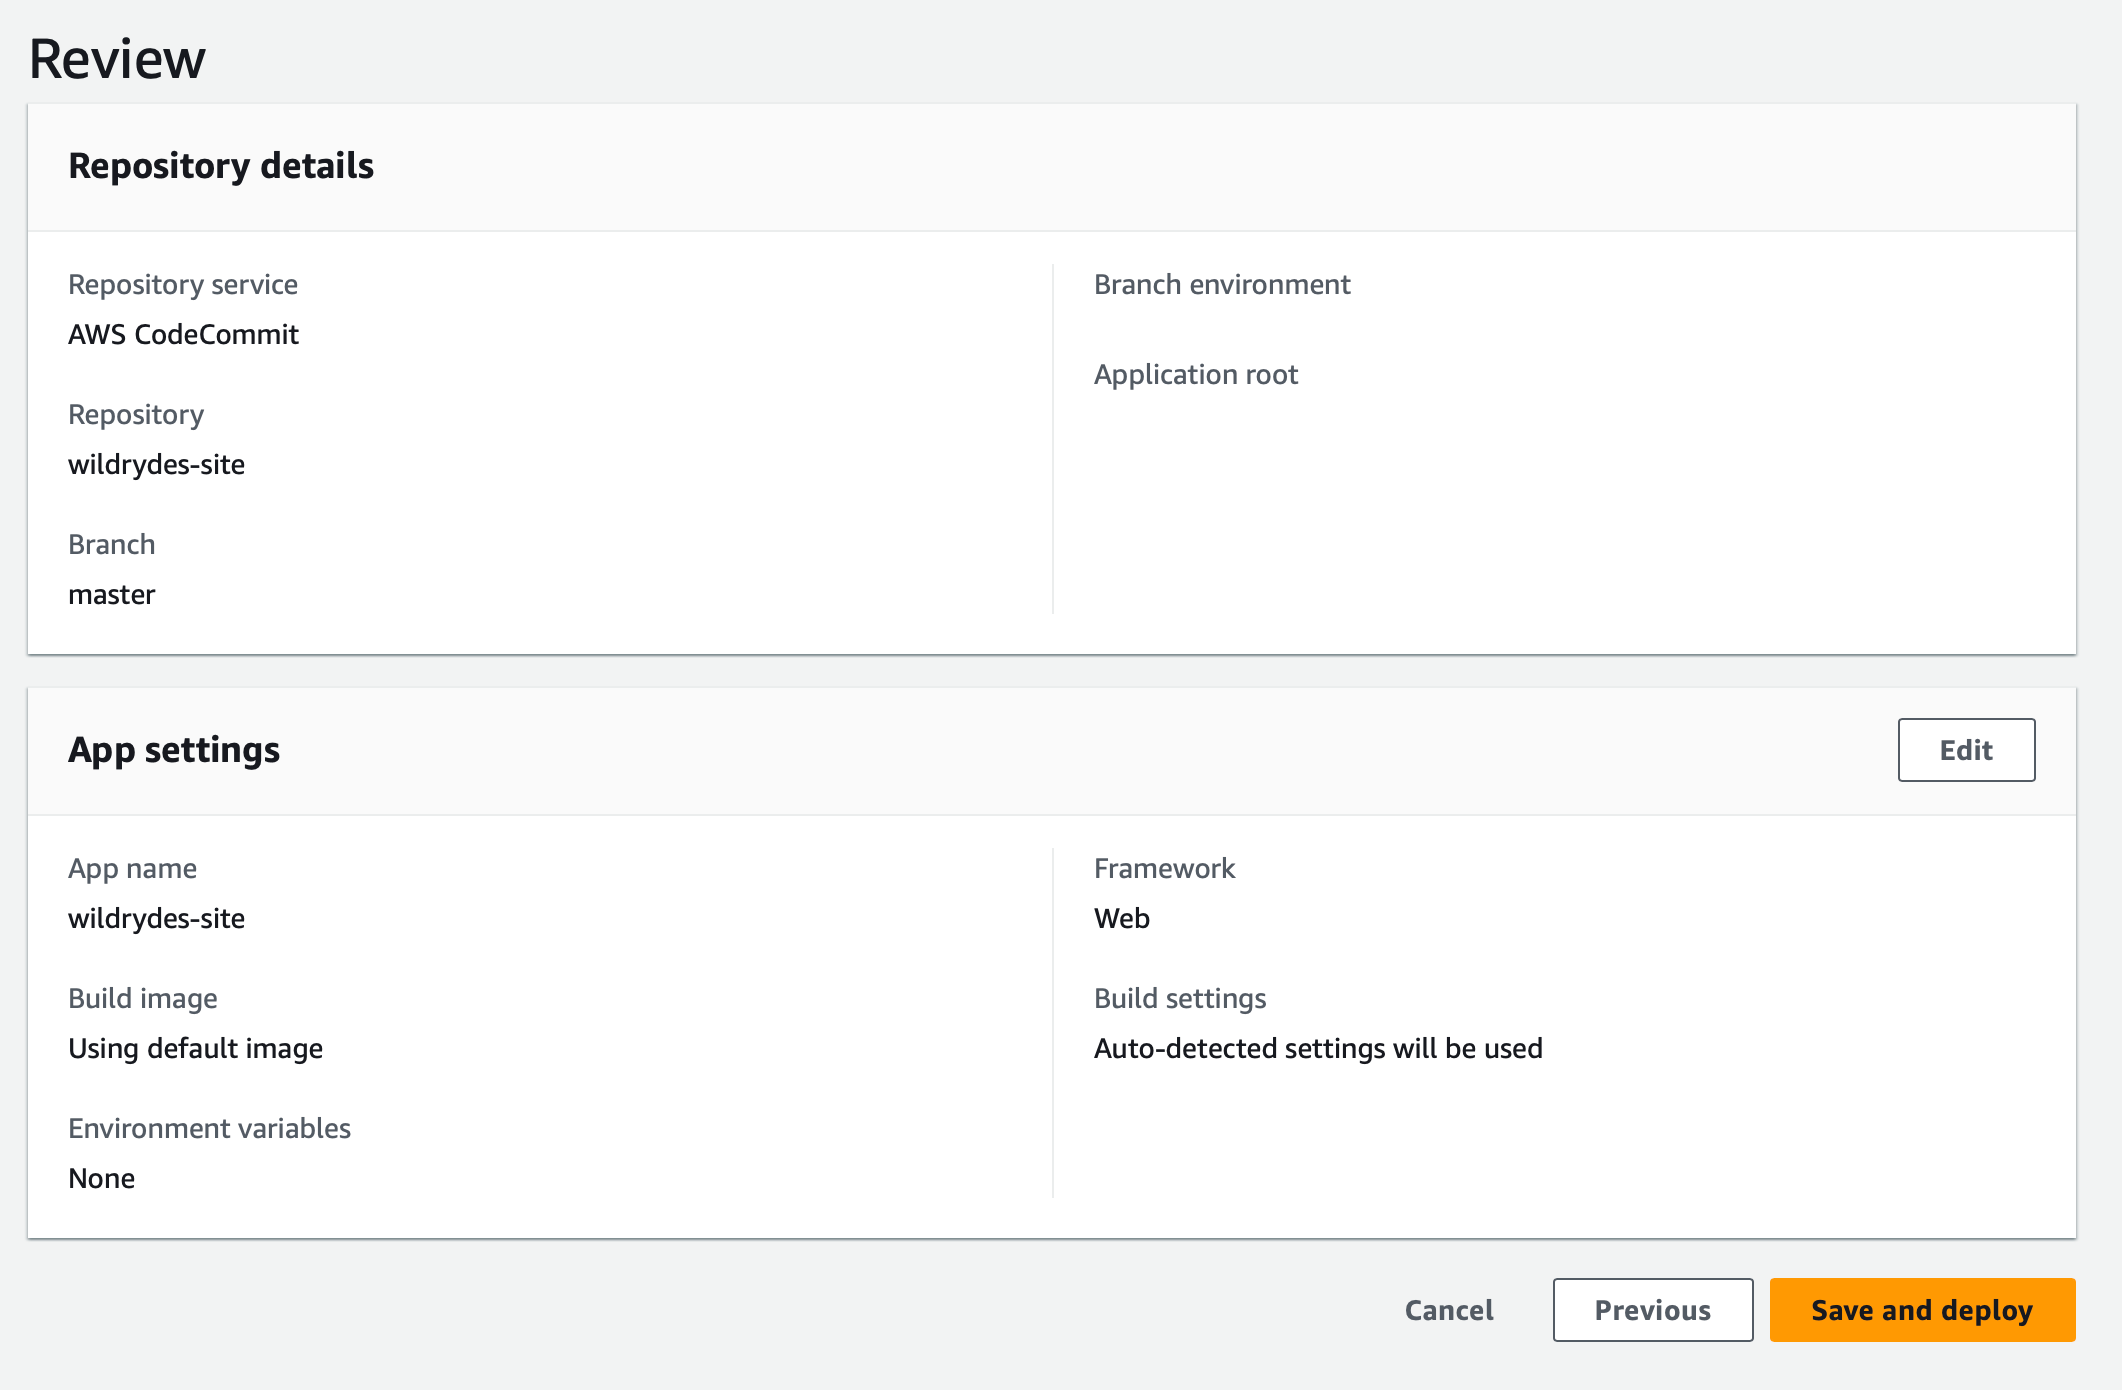 Review
Repository details
Repository service
AWS CodeCommit
Repository
wildrydes-site
Branch
master
Branch environment
Application root
App settings
Edit
App name
wildrydes-site
Build image
Using default image
Environment variables
None
Framework
Web
Build settings
Auto-detected settings will be used
Cancel
Previous
Save and deploy